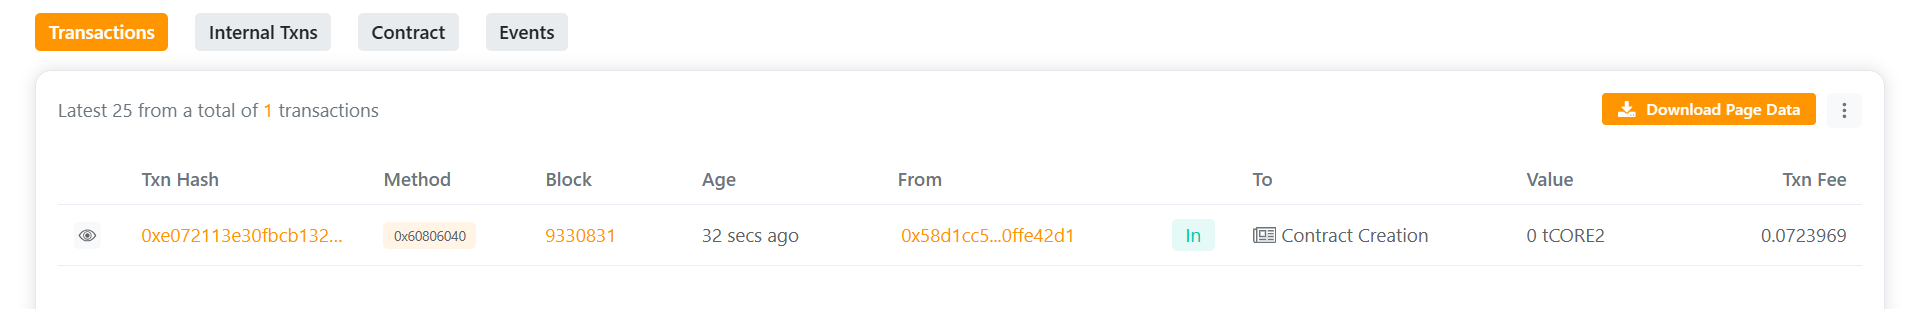 Transactions Internal Txns Contract Events
Latest 25 from a total of 1 transactions Download Page Data
Txn Hash Method Block Age From To Value Txn Fee
0xe072113e30fbcb132... 0x60806040 9330831 32 secs ago 0x58d1cc5...0ffe42d1 In Contract Creation 0 tCORE2 0.0723969